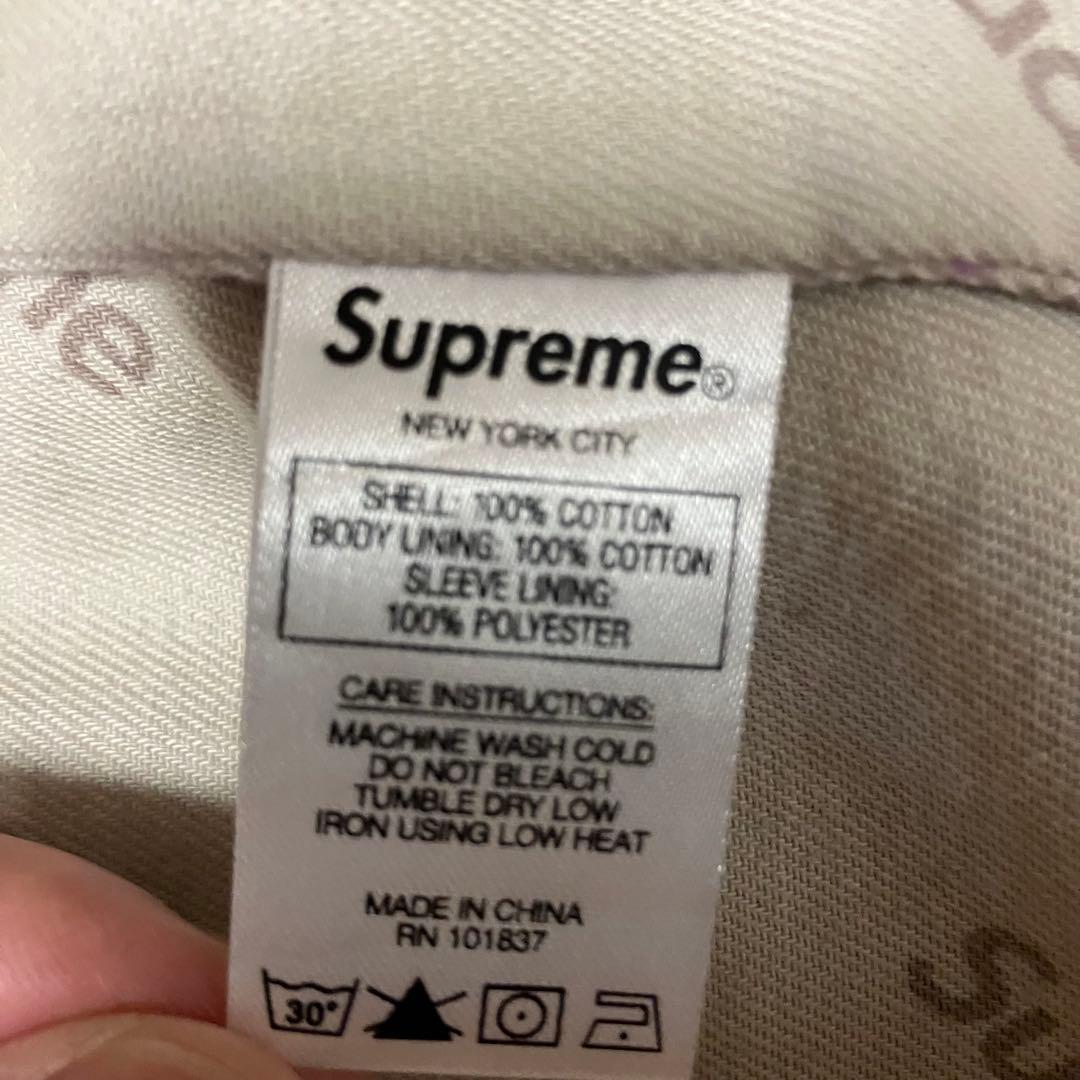 Supreme®
NEW YORK CITY
SHELL: 100% COTTON
BODY LINING: 100% COTTON
SLEEVE LINING:
100% POLYESTER
CARE INSTRUCTIONS:
MACHINE WASH COLD
DO NOT BLEACH
TUMBLE DRY LOW
IRON USING LOW HEAT
MADE IN CHINA
RN 101837
30°